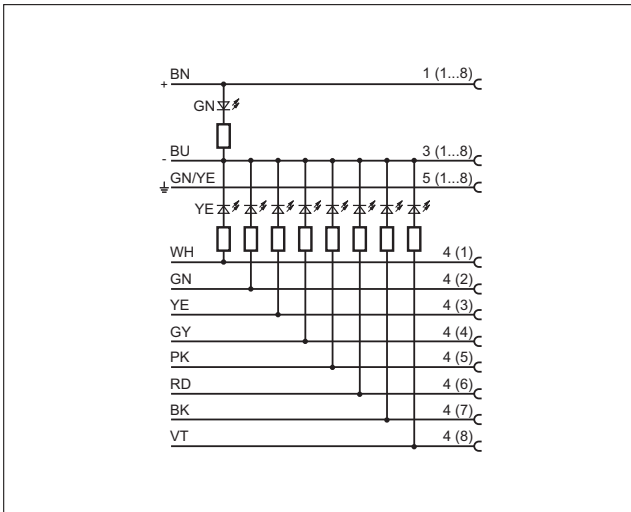 BN 1 (1...8)
+
GN
BU 3 (1...8)
-
GN/YE 5 (1...8)
YE
WH 4 (1)
GN 4 (2)
YE 4 (3)
GY 4 (4)
PK 4 (5)
RD 4 (6)
BK 4 (7)
VT 4 (8)